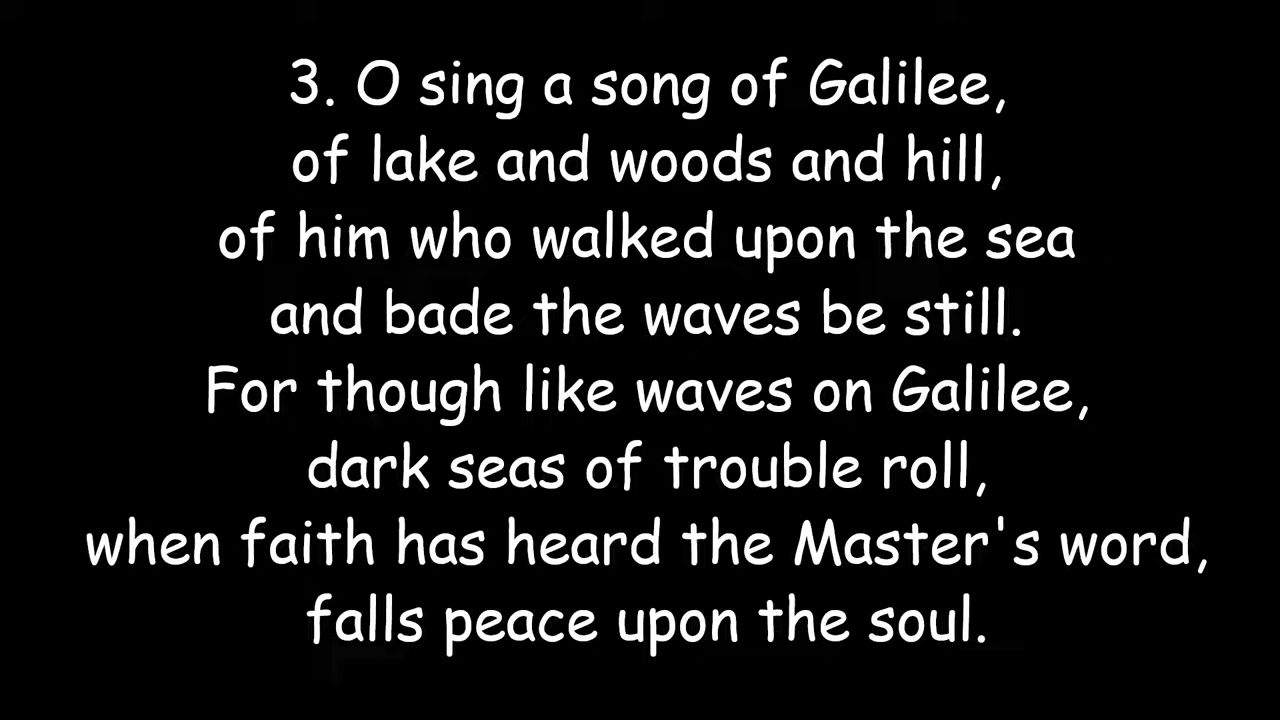 3. O sing a song of Galilee,
of lake and woods and hill,
of him who walked upon the sea
and bade the waves be still.
For though like waves on Galilee,
dark seas of trouble roll,
when faith has heard the Master's word,
falls peace upon the soul.